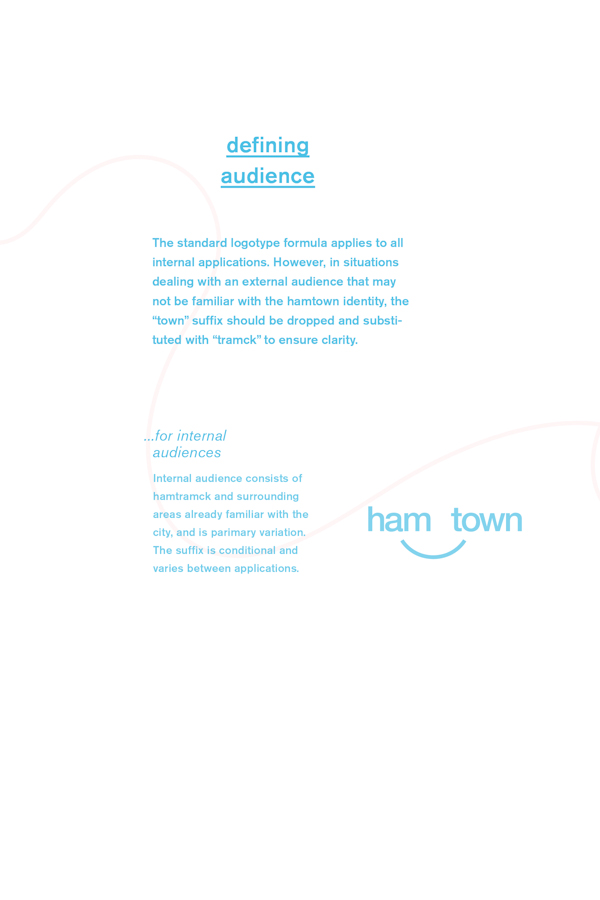 defining
audience
The standard logotype formula applies to all
internal applications. However, in situations
dealing with an external audience that may
not be familiar with the hamtown identity, the
“town” suffix should be dropped and substi-
tuted with “tramck” to ensure clarity.
...for internal
audiences
Internal audience consists of
hamtramck and surrounding
areas already familiar with the
city, and is parimary variation.
The suffix is conditional and
varies between applications.
ham town